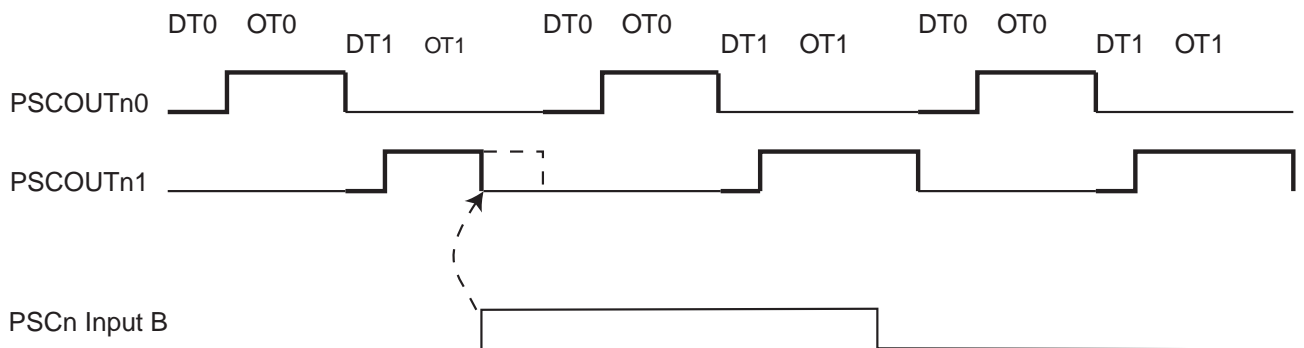 DT0 OT0 DT1 OT1 DT0 OT0 DT1 OT1 DT0 OT0 DT1 OT1
PSCOUTn0
PSCOUTn1
PSCn Input B